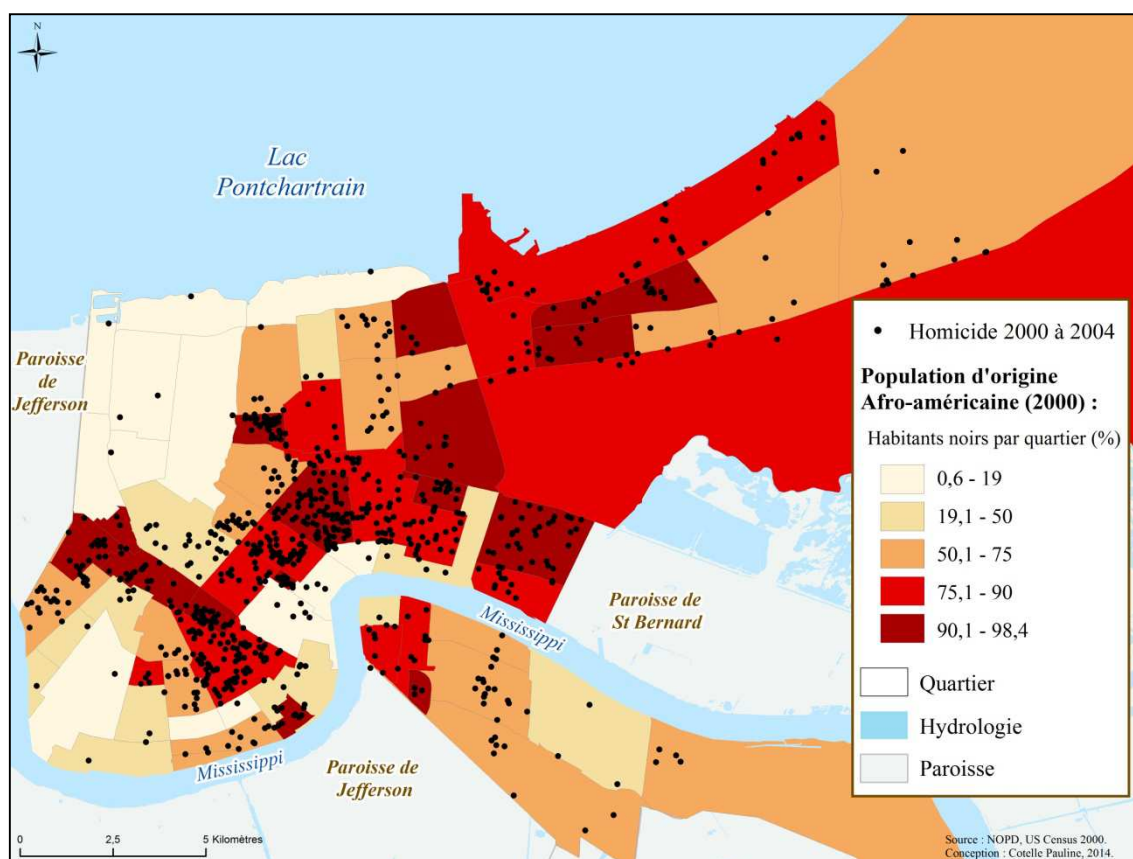 N
Lac
Pontchartrain
Paroisse
de
Jefferson
Homicide 2000 à 2004
Population d'origine
Afro-américaine (2000) :
Habitants noirs par quartier (%)
0,6 - 19
19,1 - 50
50,1 - 75
75,1 - 90
90,1 - 98,4
Quartier
Hydrologie
Paroisse
Mississippi
Paroisse de
St Bernard
Mississippi
Paroisse de
Jefferson
0 2,5 5 Kilomètres
Source : NOPD, US Census 2000.
Conception : Cotelle Pauline, 2014.